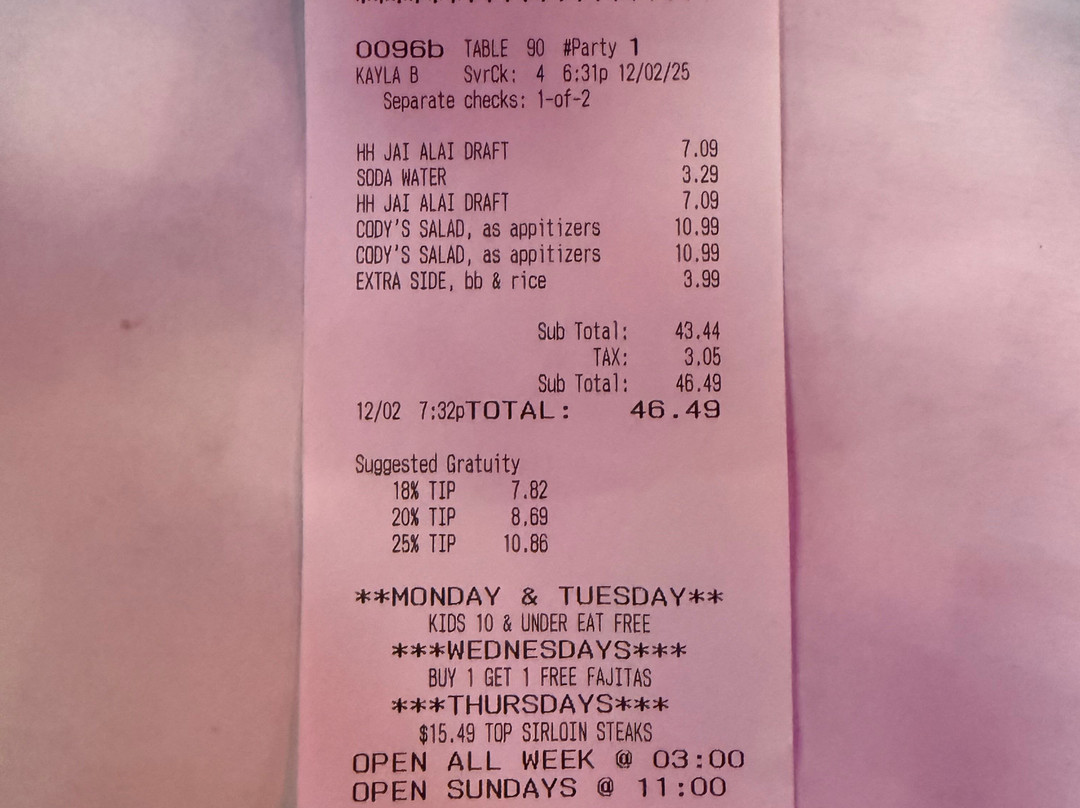 0096b TABLE 90 #Party 1
KAYLA B SvrCk: 4 6:31p 12/02/25
Separate checks: 1-of-2
HH JAI ALAI DRAFT 7.09
SODA WATER 3.29
HH JAI ALAI DRAFT 7.09
CODY'S SALAD, as appitizers 10.99
CODY'S SALAD, as appitizers 10.99
EXTRA SIDE, bb & rice 3.99
Sub Total: 43.44
TAX: 3.05
Sub Total: 46.49
12/02 7:32pTOTAL: 46.49
Suggested Gratuity
18% TIP 7.82
20% TIP 8.69
25% TIP 10.86
**MONDAY & TUESDAY**
KIDS 10 & UNDER EAT FREE
***WEDNESDAYS***
BUY 1 GET 1 FREE FAJITAS
***THURSDAYS***
$15.49 TOP SIRLOIN STEAKS
OPEN ALL WEEK @ 03:00
OPEN SUNDAYS @ 11:00